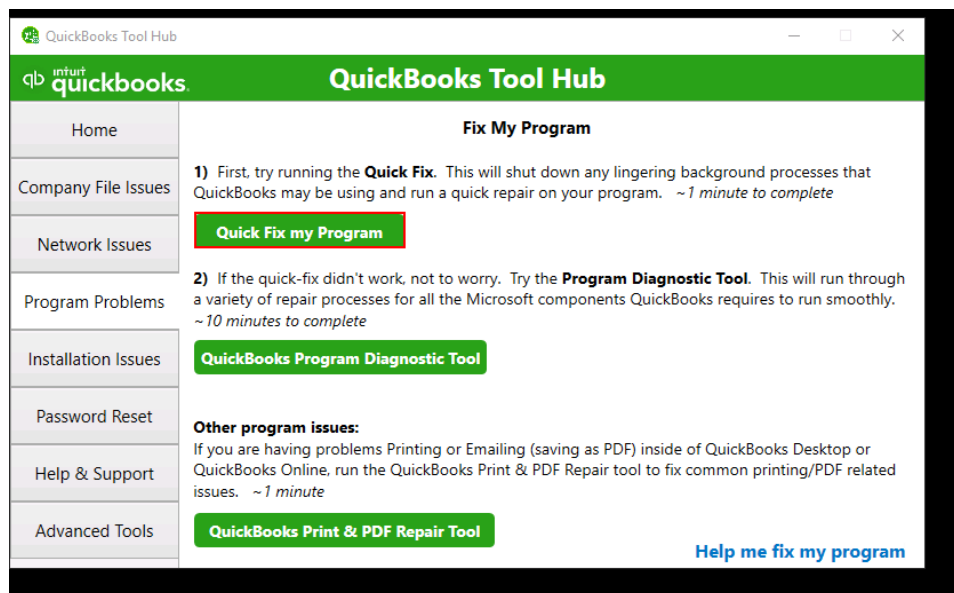 QuickBooks Tool Hub
qb intuit quickbooks.
QuickBooks Tool Hub
Home
Company File Issues
Network Issues
Program Problems
Installation Issues
Password Reset
Help & Support
Advanced Tools
Fix My Program
1) First, try running the Quick Fix. This will shut down any lingering background processes that
QuickBooks may be using and run a quick repair on your program. ~1 minute to complete
Quick Fix my Program
2) If the quick-fix didn't work, not to worry. Try the Program Diagnostic Tool. This will run through
a variety of repair processes for all the Microsoft components QuickBooks requires to run smoothly.
~10 minutes to complete
QuickBooks Program Diagnostic Tool
Other program issues:
If you are having problems Printing or Emailing (saving as PDF) inside of QuickBooks Desktop or
QuickBooks Online, run the QuickBooks Print & PDF Repair tool to fix common printing/PDF related
issues. ~1 minute
QuickBooks Print & PDF Repair Tool
Help me fix my program